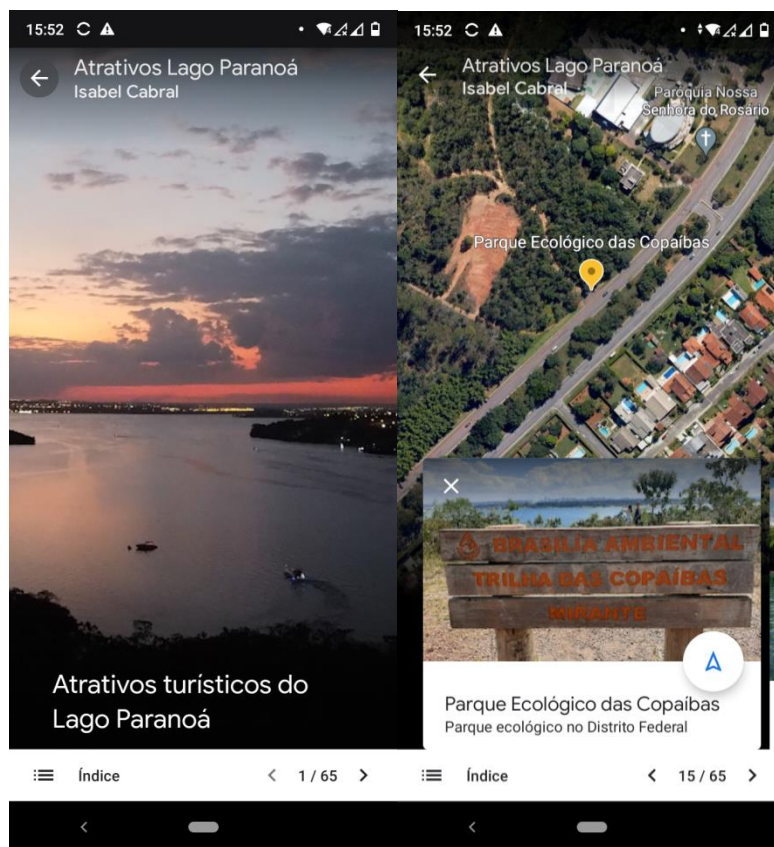 15:52
Atrativos Lago Paranoá
Isabel Cabral
Atrativos turísticos do
Lago Paranoá
Índice
1 / 65
15:52
Atrativos Lago Paranoá
Isabel Cabral
Paróquia Nossa
Senhora do Rosário
Parque Ecológico das Copaíbas
BRASÍLIA AMBIENTAL
TRILHA DAS COPAÍBAS
MIRANTE
Parque Ecológico das Copaíbas
Parque ecológico no Distrito Federal
Índice
15 / 65